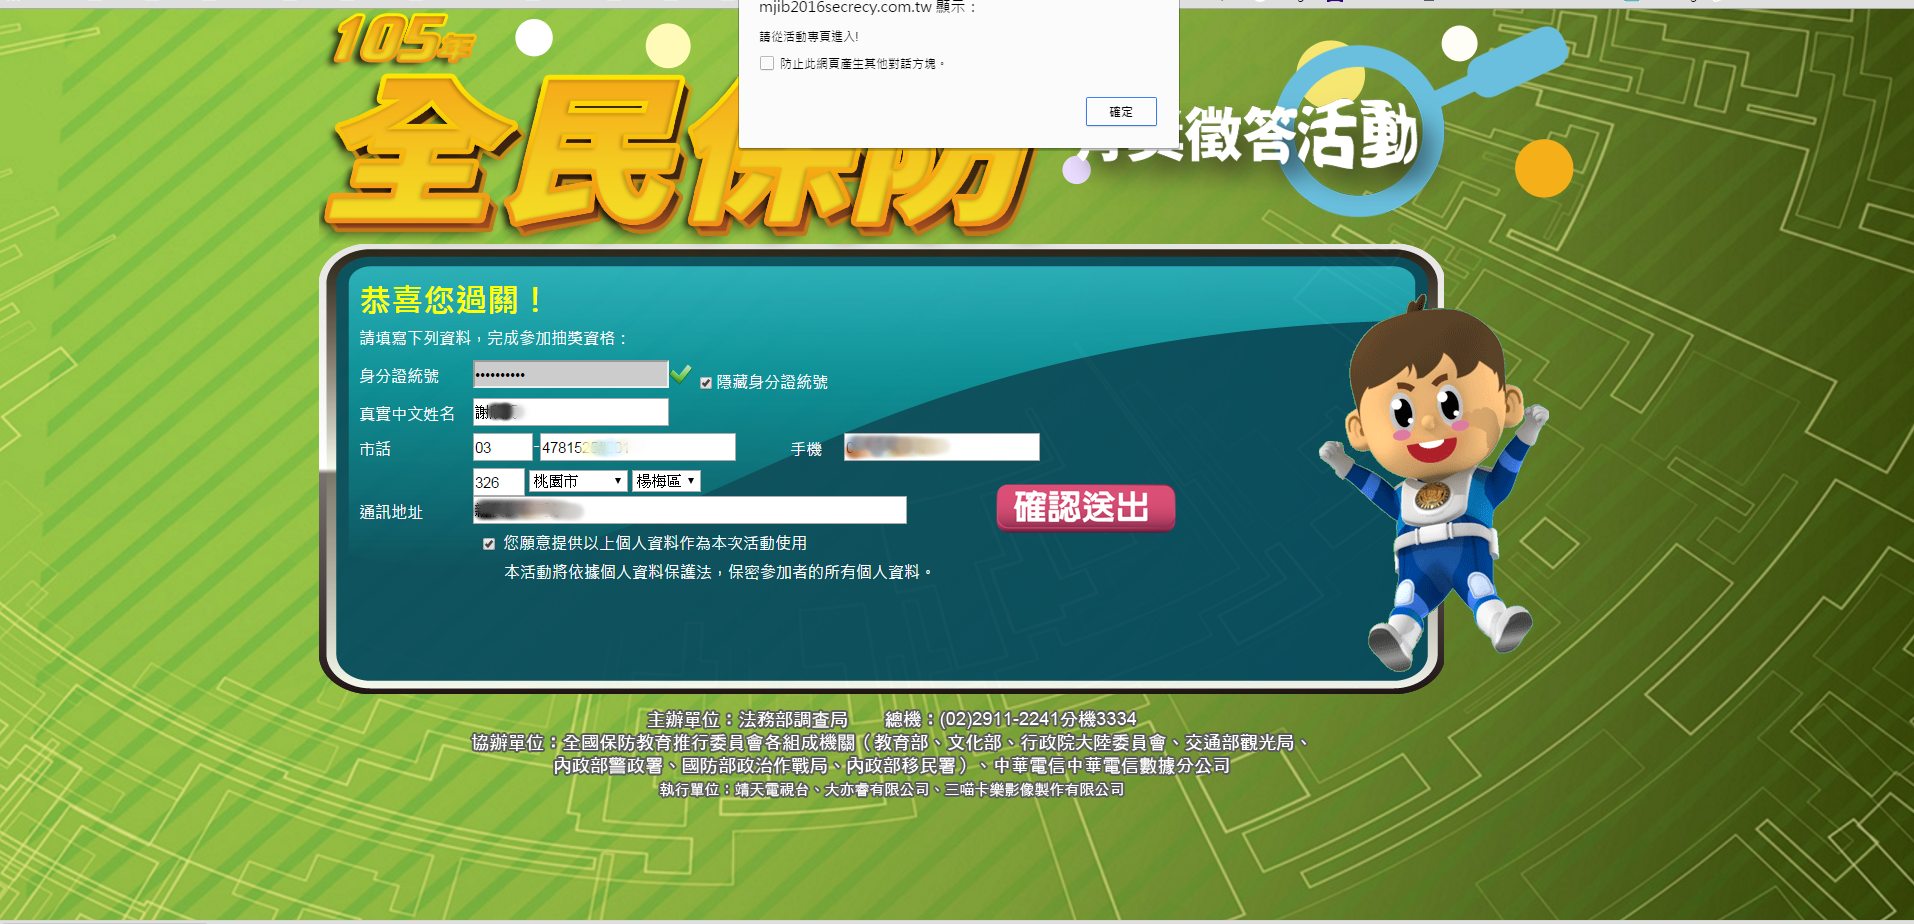 mjib2016secrecy.com.tw 顯示：
請從活動專頁進入!
防止此網頁產生其他對話方塊。
確定
105年
全民保防
徵答活動
恭喜您過關！
請填寫下列資料，完成參加抽獎資格：
身分證統號 •••••••••• 隱藏身分證統號
真實中文姓名 謝
市話 03 - 47815 手機
326 桃園市 楊梅區
通訊地址
確認送出
您願意提供以上個人資料作為本次活動使用
本活動將依據個人資料保護法，保密參加者的所有個人資料。
主辦單位：法務部調查局 總機：(02)2911-2241分機3334
協辦單位：全國保防教育推行委員會各組成機關（教育部、文化部、行政院大陸委員會、交通部觀光局、
內政部警政署、國防部政治作戰局、內政部移民署）、中華電信中華電信數據分公司
執行單位：靖天電視台、大亦睿有限公司、三喵卡樂影像製作有限公司